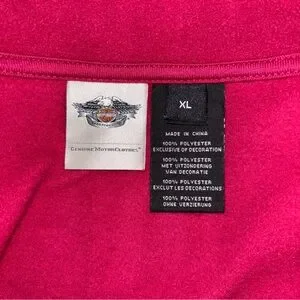 GENUINE MOTORCLOTHES™
XL
MADE IN CHINA
100% POLYESTER
EXCLUSIVE OF DECORATION
100% POLYESTER
MET UITZONDERING
VAN DECORATIE
100% POLYESTER
EXCLUT LES DECORATIONS
100% POLYESTER
OHNE VERZIERUNG